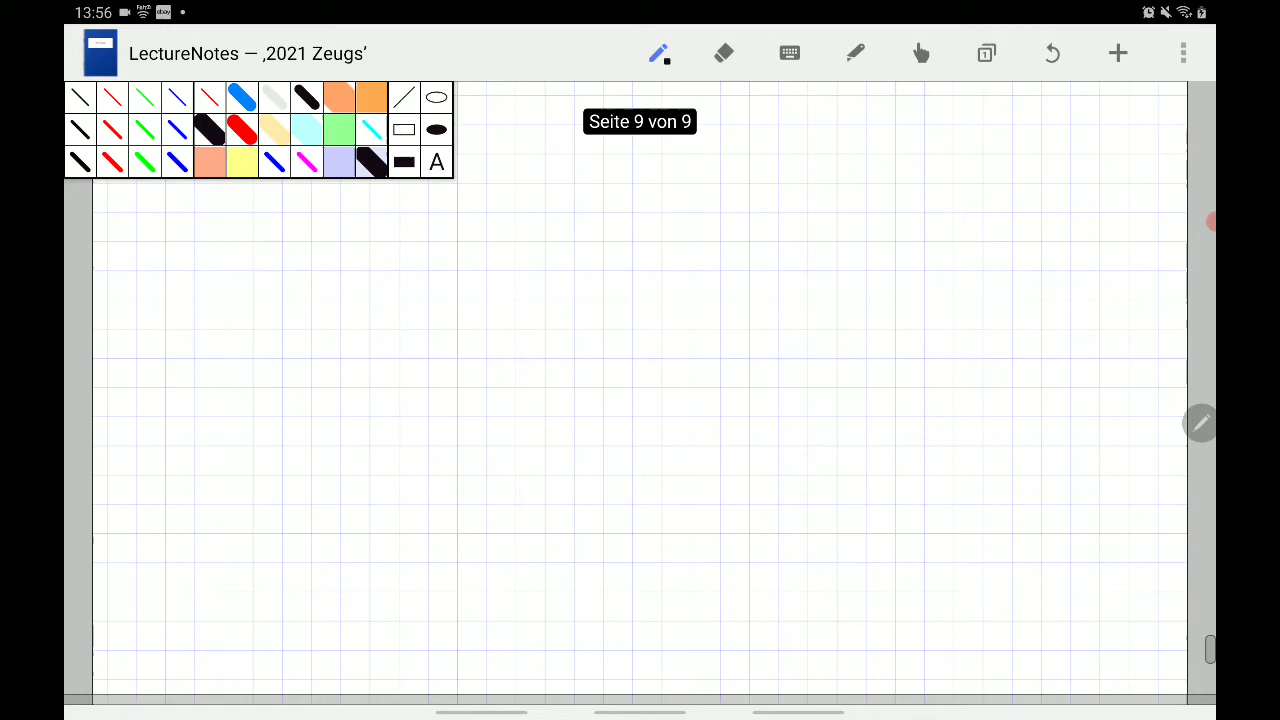 13:56
LectureNotes — ‚2021 Zeugs‘
Seite 9 von 9
A